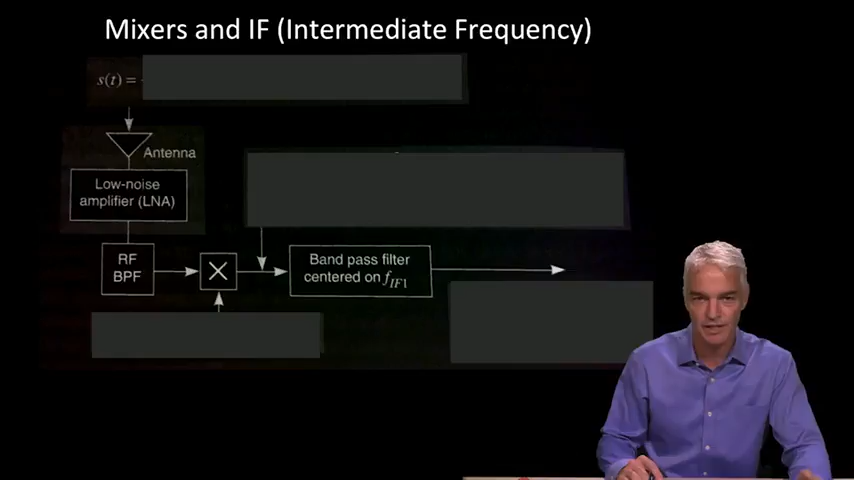 Mixers and IF (Intermediate Frequency)
s(t) =
Antenna
Low-noise
amplifier (LNA)
RF
BPF
Band pass filter
centered on f_IF1